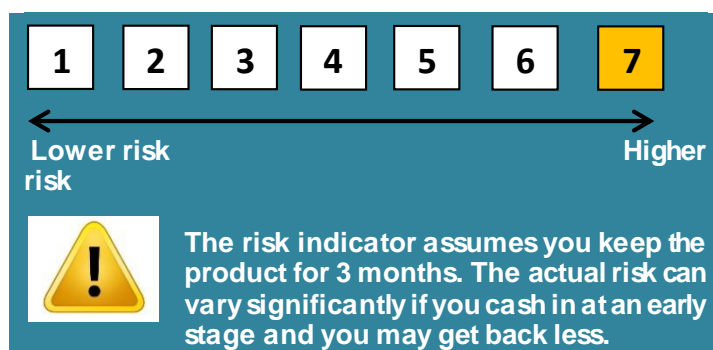 1 2 3 4 5 6 7
Lower risk Higher
risk
!
The risk indicator assumes you keep the
product for 3 months. The actual risk can
vary significantly if you cash in at an early
stage and you may get back less.